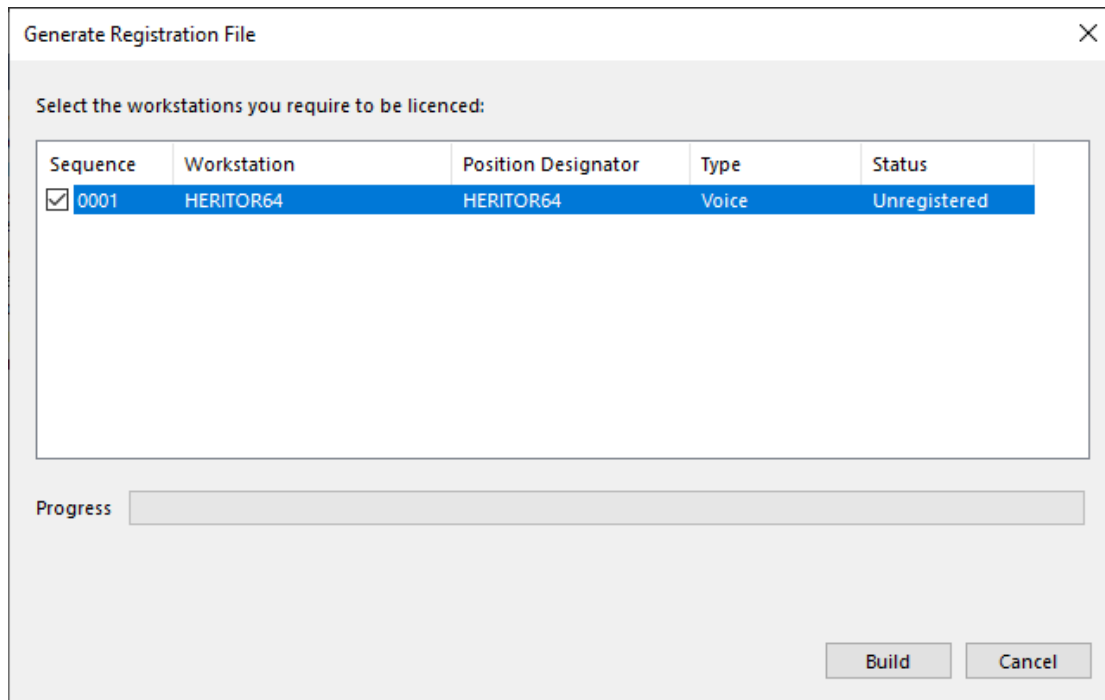 Generate Registration File
Select the workstations you require to be licenced:
Sequence Workstation Position Designator Type Status
0001 HERITOR64 HERITOR64 Voice Unregistered
Progress
Build Cancel